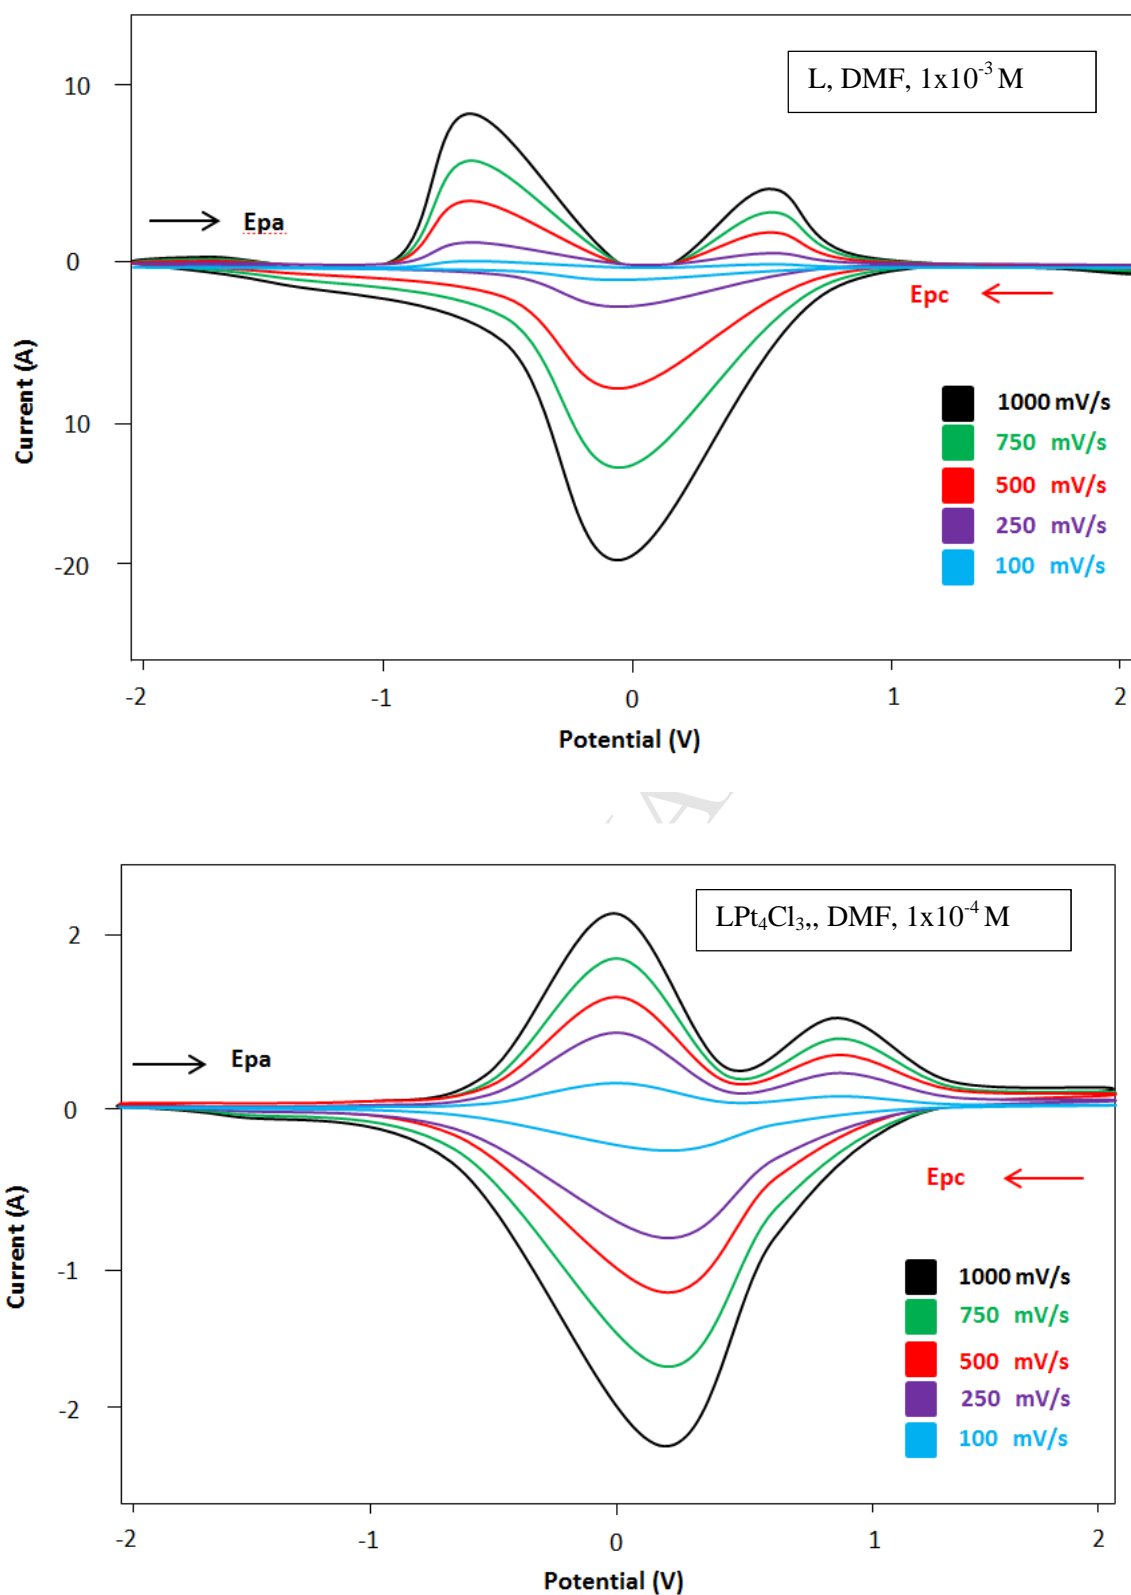 L, DMF, 1x10-3 M
10
Epa
0
Epc
Current (A)
10
-20
1000 mV/s
750 mV/s
500 mV/s
250 mV/s
100 mV/s
-2 -1 0 1 2
Potential (V)
A
LPt4Cl3,, DMF, 1x10-4 M
2
Epa
0
Epc
Current (A)
-1
-2
1000 mV/s
750 mV/s
500 mV/s
250 mV/s
100 mV/s
-2 -1 0 1 2
Potential (V)